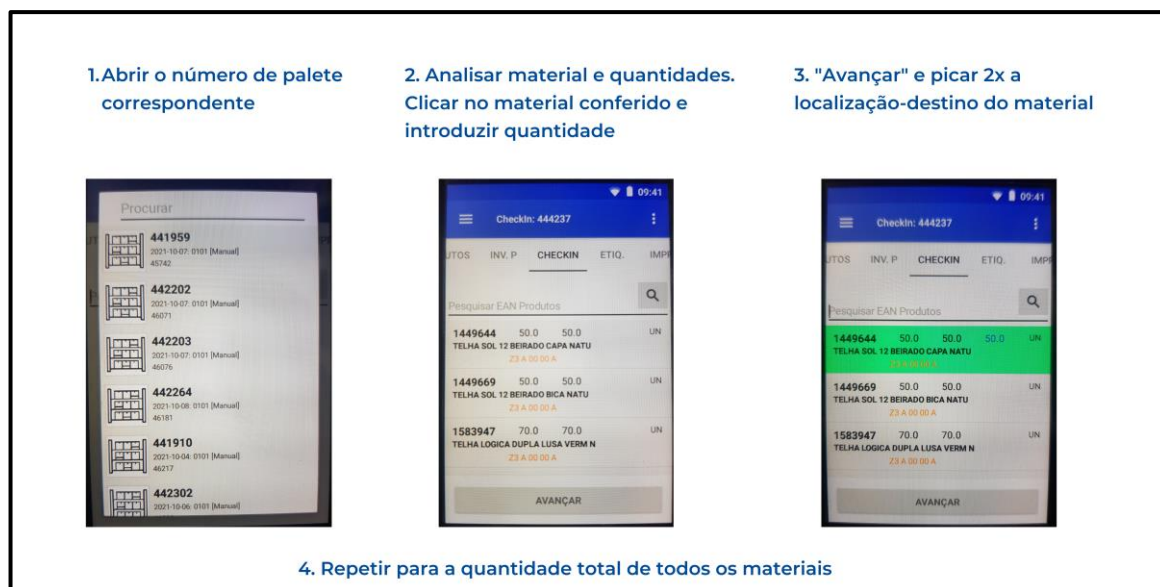 1.Abrir o número de palete
correspondente
2. Analisar material e quantidades.
Clicar no material conferido e
introduzir quantidade
3. "Avançar" e picar 2x a
localização-destino do material
Procurar
441959
2021-10-07: 0101 [Manual]
45742
442202
2021-10-07: 0101 [Manual]
46071
442203
2021-10-07: 0101 [Manual]
46076
442264
2021-10-08: 0101 [Manual]
46181
441910
2021-10-04: 0101 [Manual]
46217
442302
2021-10-06: 0101 [Manual]
09:41
CheckIn: 444237
UTOS INV. P CHECKIN ETIQ. IMPR
Pesquisar EAN Produtos
1449644 50.0 50.0 UN
TELHA SOL 12 BEIRADO CAPA NATU
Z3 A 00 00 A
1449669 50.0 50.0 UN
TELHA SOL 12 BEIRADO BICA NATU
Z3 A 00 00 A
1583947 70.0 70.0 UN
TELHA LOGICA DUPLA LUSA VERM N
Z3 A 00 00 A
AVANÇAR
09:41
CheckIn: 444237
UTOS INV. P CHECKIN ETIQ. IMPR
Pesquisar EAN Produtos
1449644 50.0 50.0 50.0 UN
TELHA SOL 12 BEIRADO CAPA NATU
Z3 A 00 00 A
1449669 50.0 50.0 UN
TELHA SOL 12 BEIRADO BICA NATU
Z3 A 00 00 A
1583947 70.0 70.0 UN
TELHA LOGICA DUPLA LUSA VERM N
Z3 A 00 00 A
AVANÇAR
4. Repetir para a quantidade total de todos os materiais